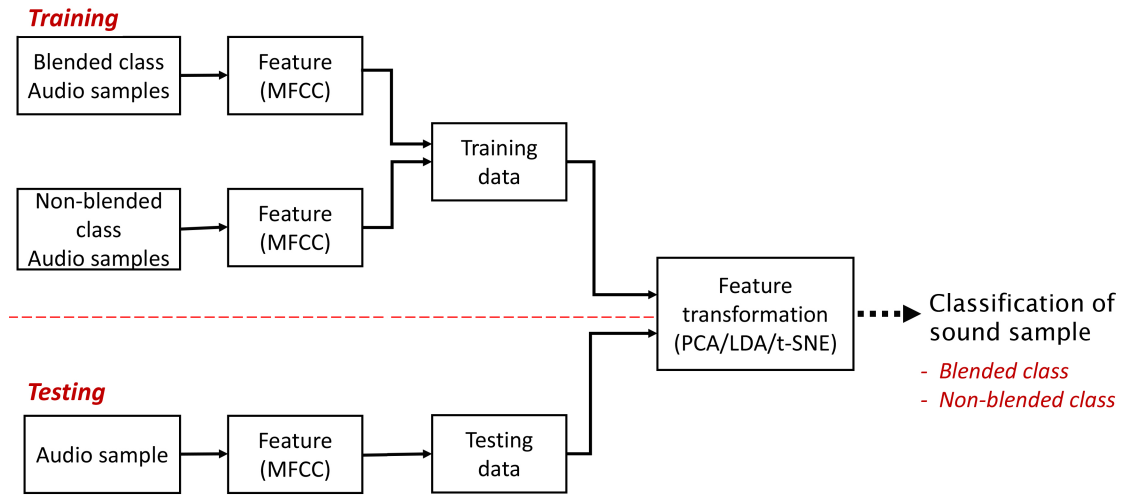 Training
Blended class
Audio samples
Feature
(MFCC)
Training
data
Non-blended
class
Audio samples
Feature
(MFCC)
Feature
transformation
(PCA/LDA/t-SNE)
Classification of
sound sample
- Blended class
- Non-blended class
Testing
Audio sample
Feature
(MFCC)
Testing
data